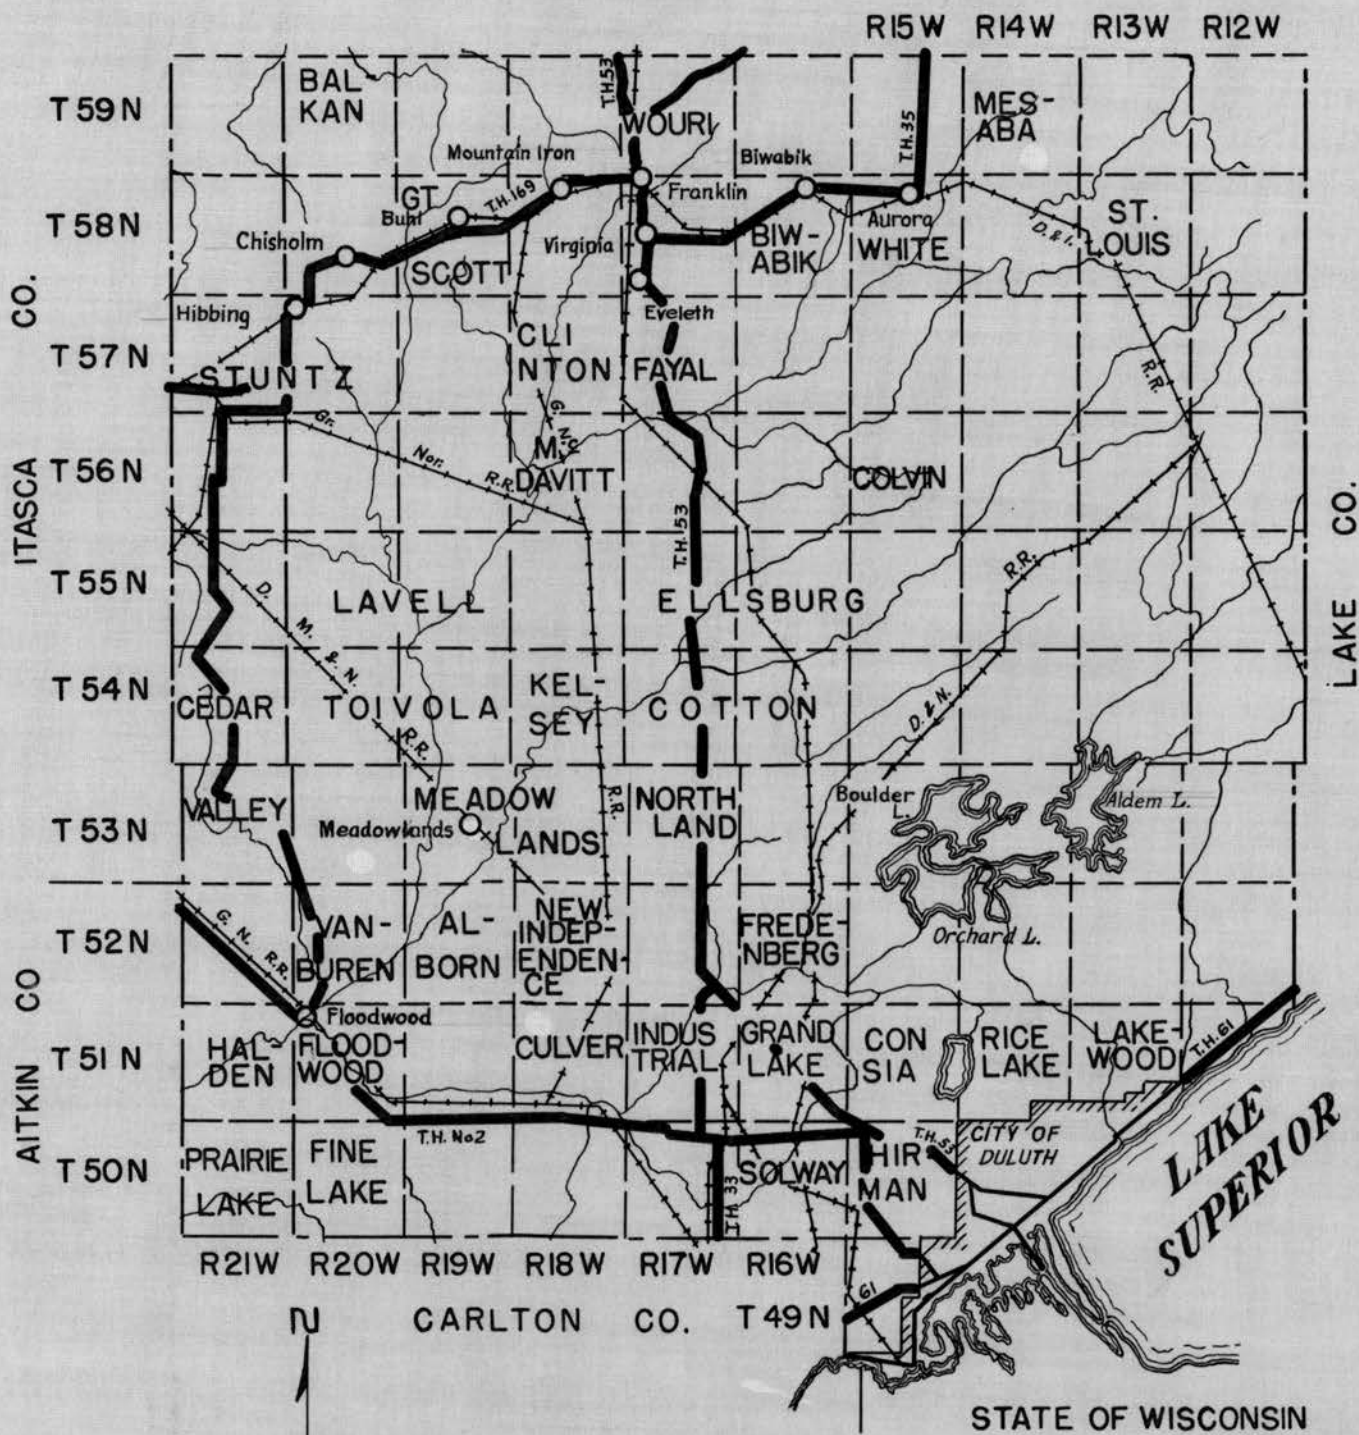 R15W R14W R13W R12W
T59N
BAL
KAN
T.H.53
WOURI
T.H.35
MES-
ABA
Mountain Iron
Biwabik
T58N
GT
Buhl
T.H.169
Franklin
Aurora
ST.
LOUIS
Chisholm
SCOTT
Virginia
BIW-
ABIK
WHITE
D.& I.
R.R.
Hibbing
Eveleth
T57N
CLI
NTON
FAYAL
STUNTZ
ITASCA CO.
Gr. Nor. R.R.
G. N.
T56N
Mc
DAVITT
COLVIN
T.H.53
LAKE CO.
T55N
D. M. & N. R.R.
LAVELL
ELLSBURG
R.R.
D.& N.
T54N
CEDAR
TOIVOLA
KEL-
SEY
COTTON
T53N
VALLEY
MEADOW
LANDS
Meadowlands
R.R.
NORTH
LAND
Boulder
L.
Aldem L.
T52N
G. N. R.R.
VAN-
BUREN
AL-
BORN
NEW
INDEP-
ENDEN-
CE
FREDE-
NBERG
Orchard L.
AITKIN CO
Floodwood
T51N
HAL-
DEN
FLOOD-
WOOD
CULVER
INDUS
TRIAL
GRAND
LAKE
CON
SIA
RICE
LAKE
LAKE-
WOOD
T.H.61
T.H. No2
T.H.53
CITY OF
DULUTH
LAKE
SUPERIOR
T50N
PRAIRIE
LAKE
FINE
LAKE
T.H. 33
SOLWAY
HIR
MAN
R21W R20W R19W R18W R17W R16W
61
N
CARLTON CO.
T49N
STATE OF WISCONSIN